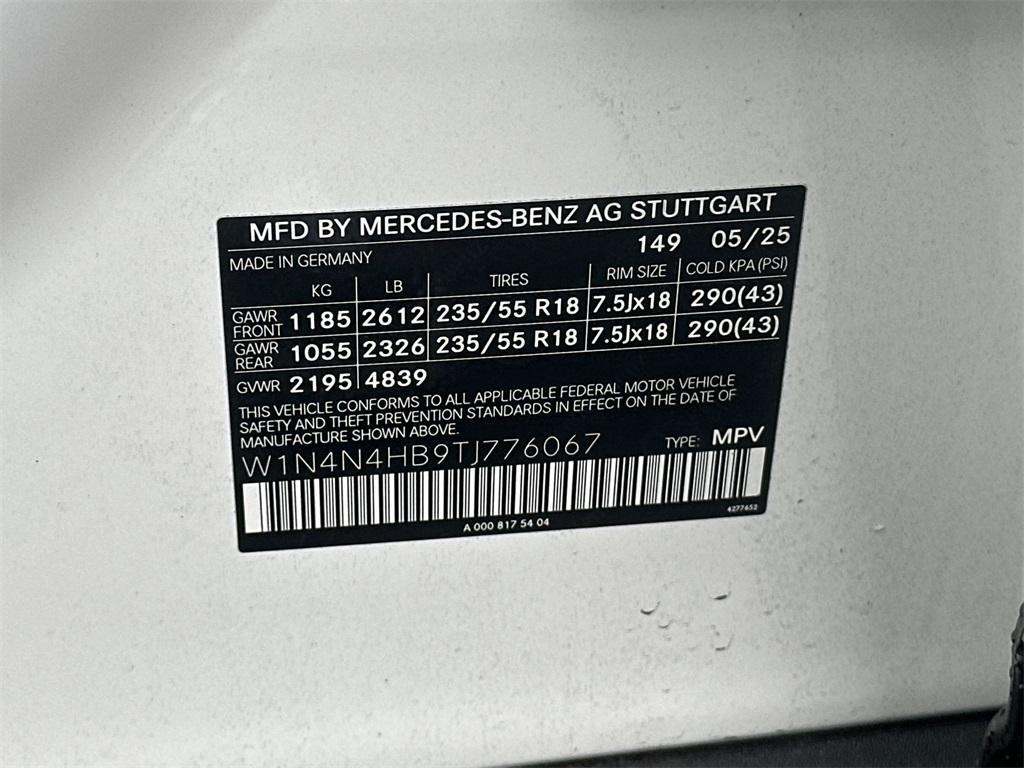 MFD BY MERCEDES-BENZ AG STUTTGART
MADE IN GERMANY 149 05/25
KG LB TIRES RIM SIZE COLD KPA(PSI)
GAWR FRONT 1185 2612 235/55 R18 7.5Jx18 290(43)
GAWR REAR 1055 2326 235/55 R18 7.5Jx18 290(43)
GVWR 2195 4839
THIS VEHICLE CONFORMS TO ALL APPLICABLE FEDERAL MOTOR VEHICLE
SAFETY AND THEFT PREVENTION STANDARDS IN EFFECT ON THE DATE OF
MANUFACTURE SHOWN ABOVE.
W1N4N4HB9TJ776067 TYPE: MPV
A 000 817 54 04 4277652